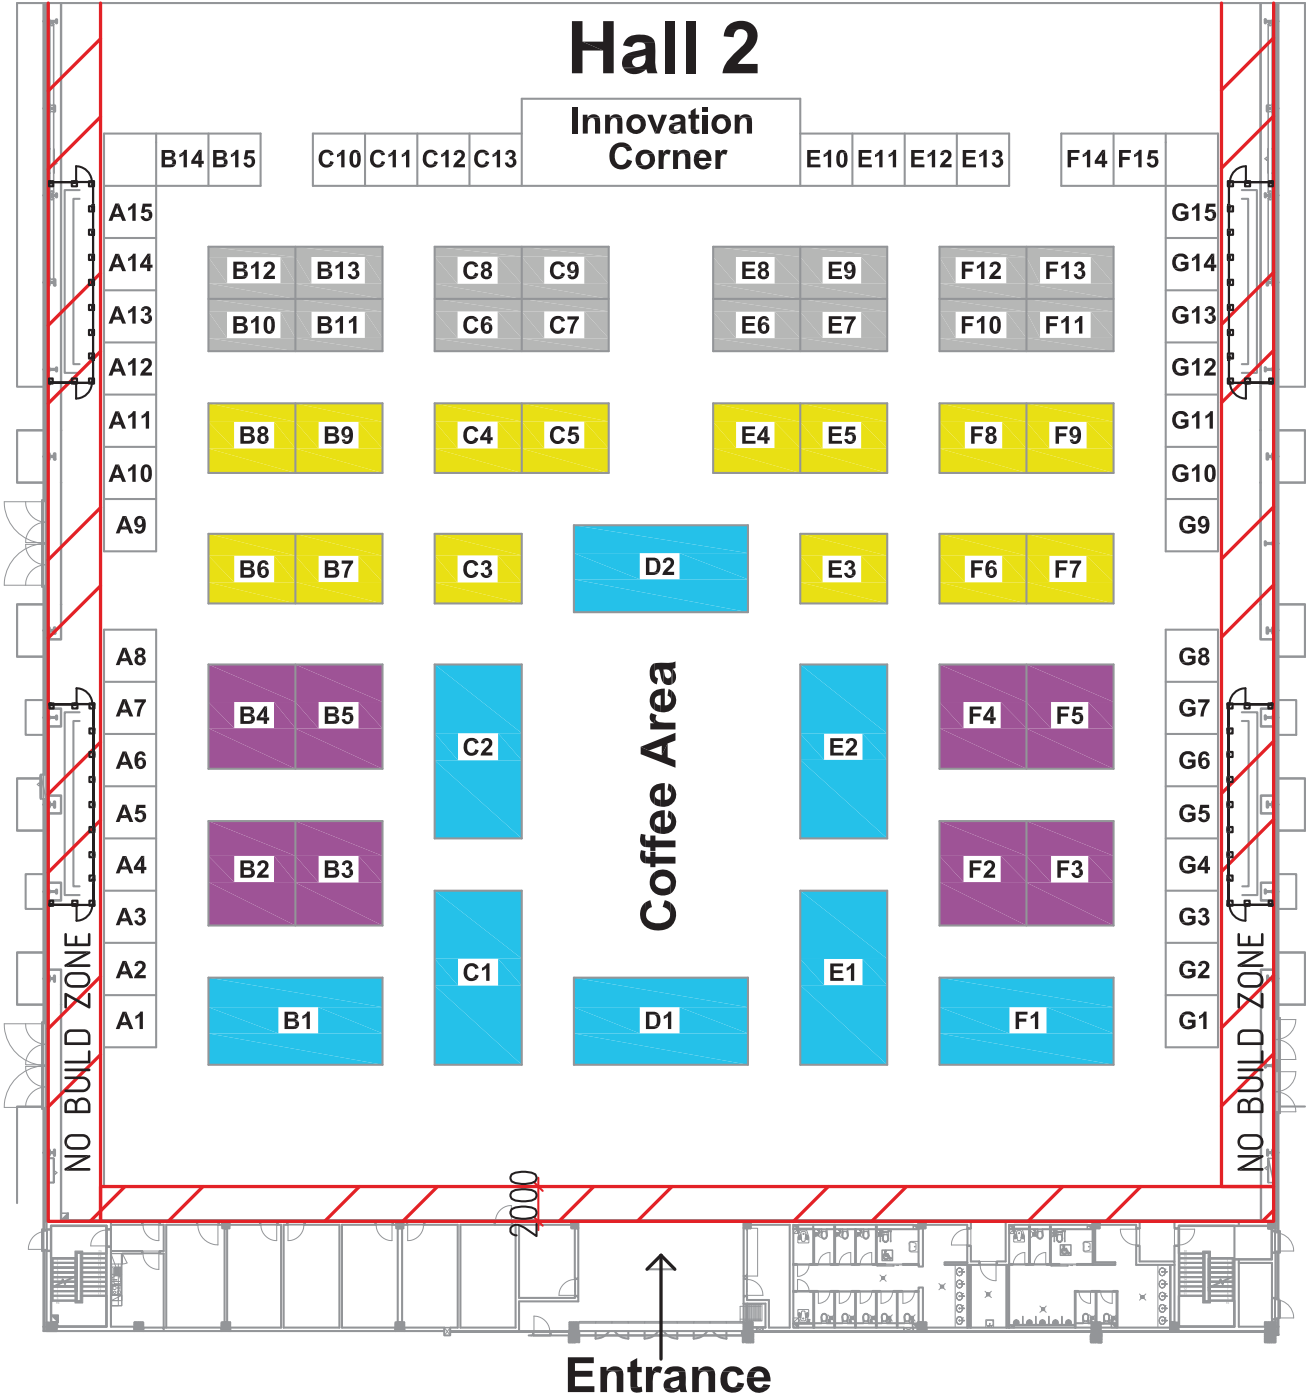 Hall 2
Innovation
Corner
B14 B15 C10 C11 C12 C13 E10 E11 E12 E13 F14 F15
A15 G15
A14 B12 B13 C8 C9 E8 E9 F12 F13 G14
A13 B10 B11 C6 C7 E6 E7 F10 F11 G13
A12 G12
A11 B8 B9 C4 C5 E4 E5 F8 F9 G11
A10 G10
A9 G9
B6 B7 C3 D2 E3 F6 F7
A8 G8
A7 B4 B5 F4 F5 G7
A6 C2 E2 G6
A5 G5
A4 B2 B3 F2 F3 G4
A3 G3
Coffee Area
A2 C1 E1 G2
A1 B1 D1 F1 G1
NO BUILD ZONE
NO BUILD ZONE
2000
Entrance